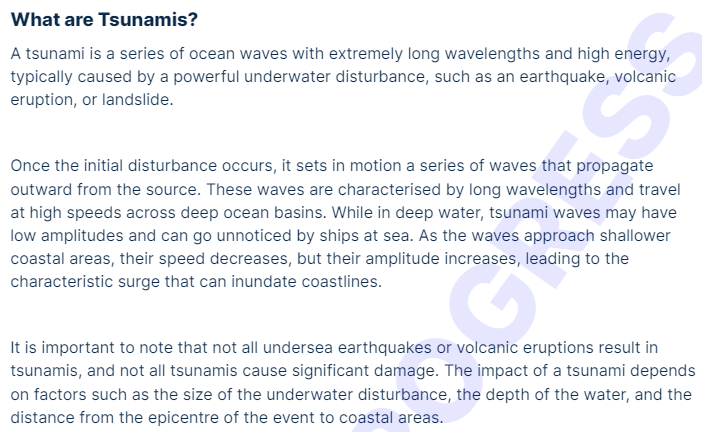 What are Tsunamis?
A tsunami is a series of ocean waves with extremely long wavelengths and high energy,
typically caused by a powerful underwater disturbance, such as an earthquake, volcanic
eruption, or landslide.
Once the initial disturbance occurs, it sets in motion a series of waves that propagate
outward from the source. These waves are characterised by long wavelengths and travel
at high speeds across deep ocean basins. While in deep water, tsunami waves may have
low amplitudes and can go unnoticed by ships at sea. As the waves approach shallower
coastal areas, their speed decreases, but their amplitude increases, leading to the
characteristic surge that can inundate coastlines.
It is important to note that not all undersea earthquakes or volcanic eruptions result in
tsunamis, and not all tsunamis cause significant damage. The impact of a tsunami depends
on factors such as the size of the underwater disturbance, the depth of the water, and the
distance from the epicentre of the event to coastal areas.
OGRESS